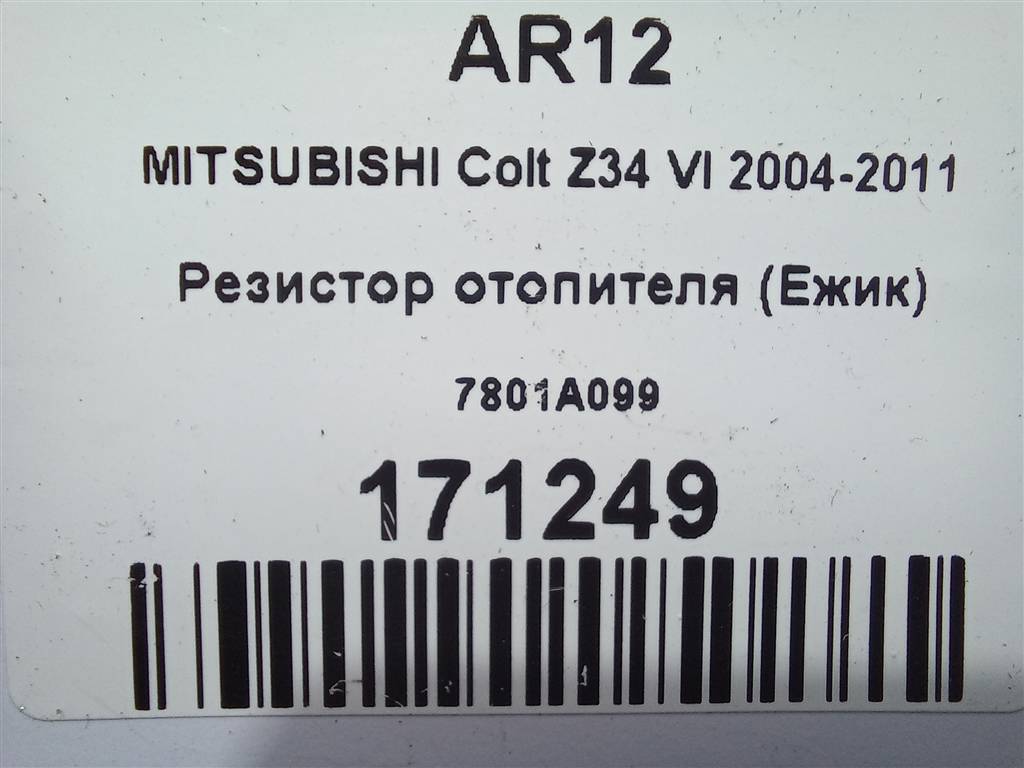 AR12
MITSUBISHI Colt Z34 VI 2004-2011
Резистор отопителя (Ежик)
7801A099
171249